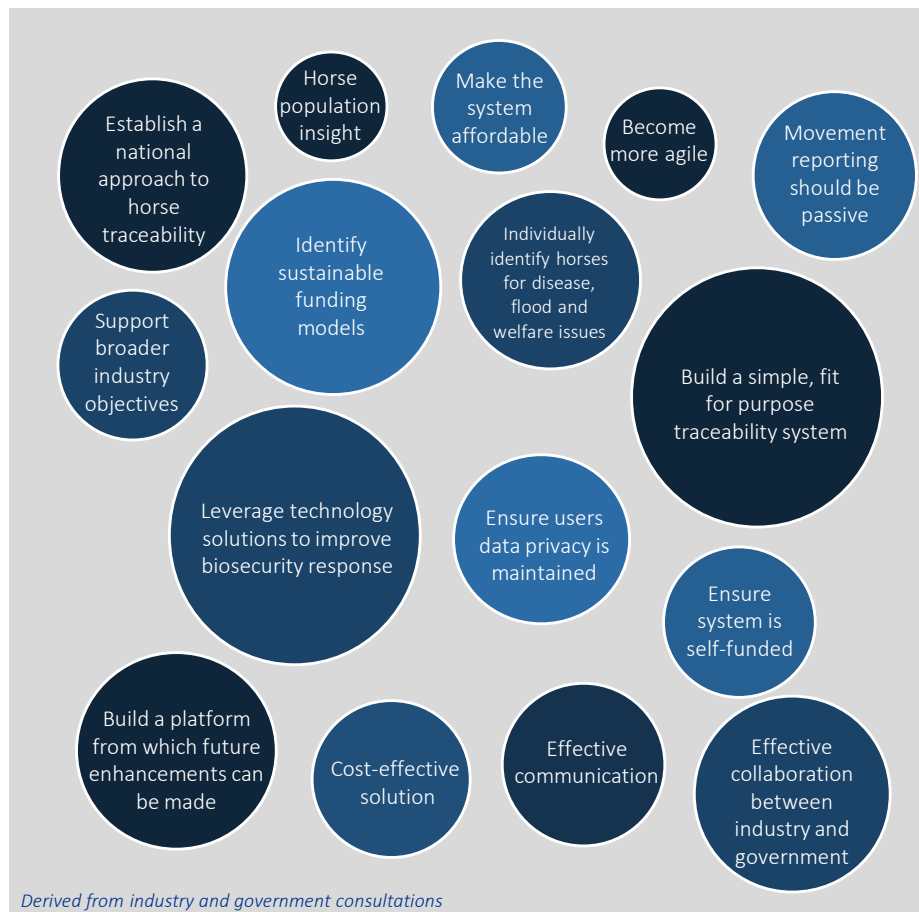 Horse
population
insight
Make the
system
affordable
Become
more agile
Movement
reporting
should be
passive
Establish a
national
approach to
horse
traceability
Identify
sustainable
funding
models
Individually
identify horses
for disease,
flood and
welfare issues
Support
broader
industry
objectives
Build a simple, fit
for purpose
traceability system
Leverage technology
solutions to improve
biosecurity response
Ensure users
data privacy is
maintained
Ensure
system is
self-funded
Build a platform
from which future
enhancements can
be made
Cost-effective
solution
Effective
communication
Effective
collaboration
between
industry and
government
Derived from industry and government consultations